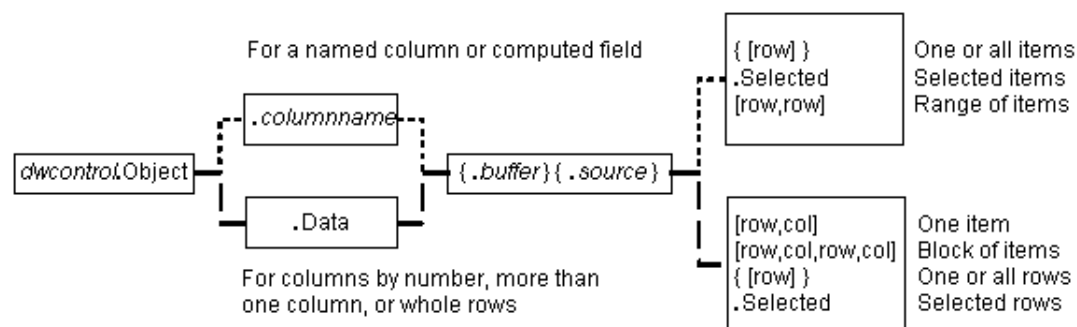 For a named column or computed field
{ [row] } One or all items
.Selected Selected items
[row,row] Range of items
.columnname
dwcontrol.Object
{ .buffer}{ .source}
.Data
For columns by number, more than
one column, or whole rows
[row,col] One item
[row,col,row,col] Block of items
{ [row] } One or all rows
.Selected Selected rows